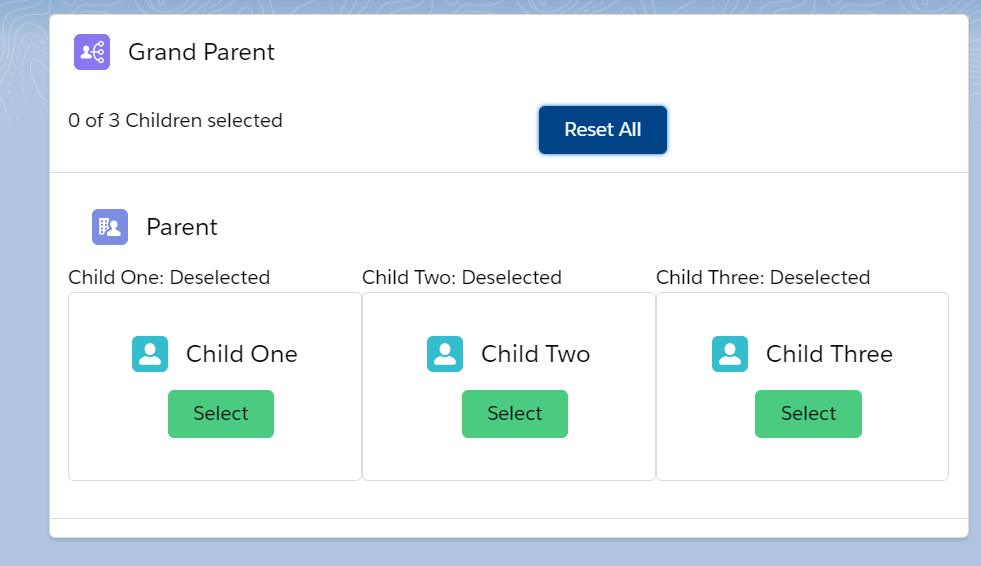 Grand Parent
0 of 3 Children selected
Reset All
Parent
Child One: Deselected
Child Two: Deselected
Child Three: Deselected
Child One
Child Two
Child Three
Select
Select
Select